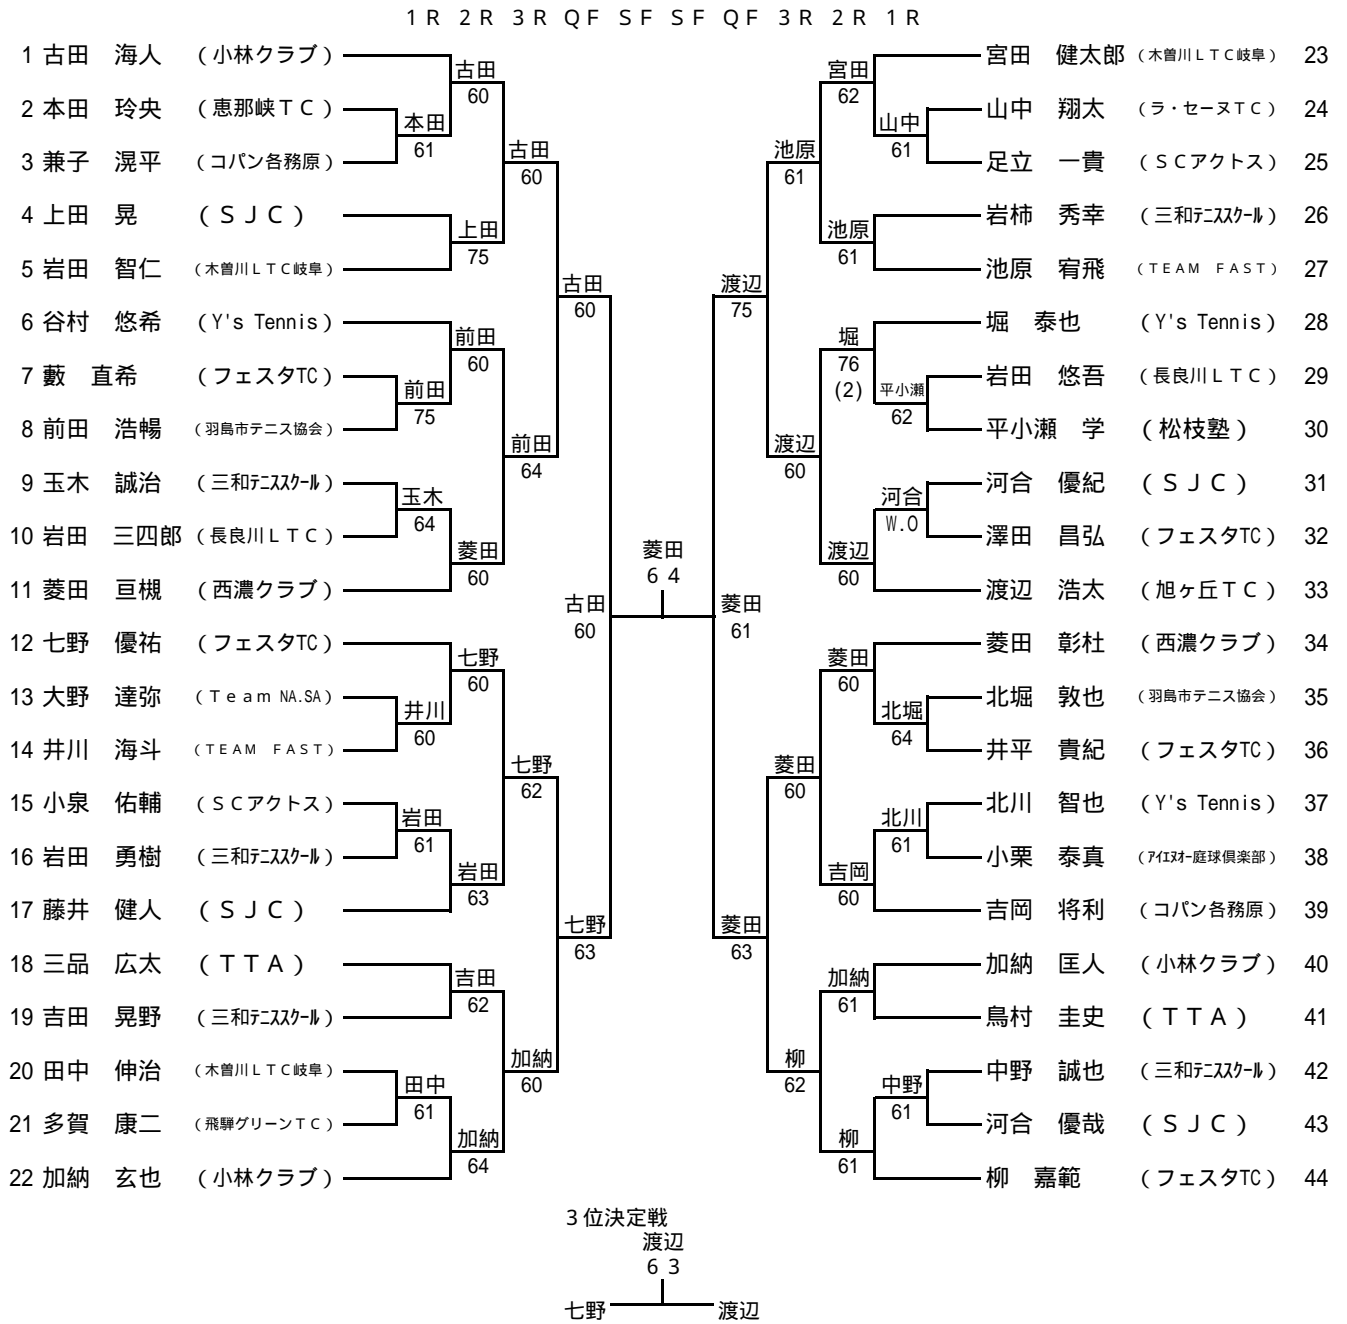 1R 2R 3R QF SF SF QF 3R 2R 1R
1 古田　海人 （小林クラブ）
2 本田　玲央 （恵那峡ＴＣ）
3 兼子　滉平 （コパン各務原）
4 上田　晃 （ＳＪＣ）
5 岩田　智仁 （木曽川ＬＴＣ岐阜）
6 谷村　悠希 （Y's Tennis）
7 藪　直希 （フェスタTC）
8 前田　浩暢 （羽島市テニス協会）
9 玉木　誠治 （三和ﾃﾆｽｽｸｰﾙ）
10 岩田　三四郎 （長良川ＬＴＣ）
11 菱田　亘槻 （西濃クラブ）
12 七野　優祐 （フェスタTC）
13 大野　達弥 （Ｔｅａｍ NA.SA）
14 井川　海斗 （ＴＥＡＭ　ＦＡＳＴ）
15 小泉　佑輔 （ＳＣアクトス）
16 岩田　勇樹 （三和ﾃﾆｽｽｸｰﾙ）
17 藤井　健人 （ＳＪＣ）
18 三品　広太 （ＴＴＡ）
19 吉田　晃野 （三和ﾃﾆｽｽｸｰﾙ）
20 田中　伸治 （木曽川ＬＴＣ岐阜）
21 多賀　康二 （飛騨グリーンＴＣ）
22 加納　玄也 （小林クラブ）
本田
61
前田
75
玉木
64
井川
60
岩田
61
田中
61
古田
60
上田
75
前田
60
菱田
60
七野
60
岩田
63
吉田
62
加納
64
古田
60
前田
64
七野
62
加納
60
古田
60
七野
63
古田
60
菱田
６４
菱田
61
渡辺
75
菱田
63
池原
61
渡辺
60
菱田
60
柳
62
宮田
62
池原
61
堀
76
(2)
渡辺
60
菱田
60
吉岡
60
加納
61
柳
61
山中
61
平小瀬
62
河合
W.O
北堀
64
北川
61
中野
61
宮田　健太郎 （木曽川ＬＴＣ岐阜） 23
山中　翔太 （ラ・セーヌＴＣ） 24
足立　一貴 （ＳＣアクトス） 25
岩柿　秀幸 （三和ﾃﾆｽｽｸｰﾙ） 26
池原　宥飛 （ＴＥＡＭ　ＦＡＳＴ） 27
堀　泰也 （Y's Tennis） 28
岩田　悠吾 （長良川ＬＴＣ） 29
平小瀬　学 （松枝塾） 30
河合　優紀 （ＳＪＣ） 31
澤田　昌弘 （フェスタTC） 32
渡辺　浩太 （旭ヶ丘ＴＣ） 33
菱田　彰杜 （西濃クラブ） 34
北堀　敦也 （羽島市テニス協会） 35
井平　貴紀 （フェスタTC） 36
北川　智也 （Y's Tennis） 37
小栗　泰真 （ｱｲｴﾇｵｰ庭球倶楽部） 38
吉岡　将利 （コパン各務原） 39
加納　匡人 （小林クラブ） 40
鳥村　圭史 （ＴＴＡ） 41
中野　誠也 （三和ﾃﾆｽｽｸｰﾙ） 42
河合　優哉 （ＳＪＣ） 43
柳　嘉範 （フェスタTC） 44
３位決定戦
渡辺
６３
七野 渡辺